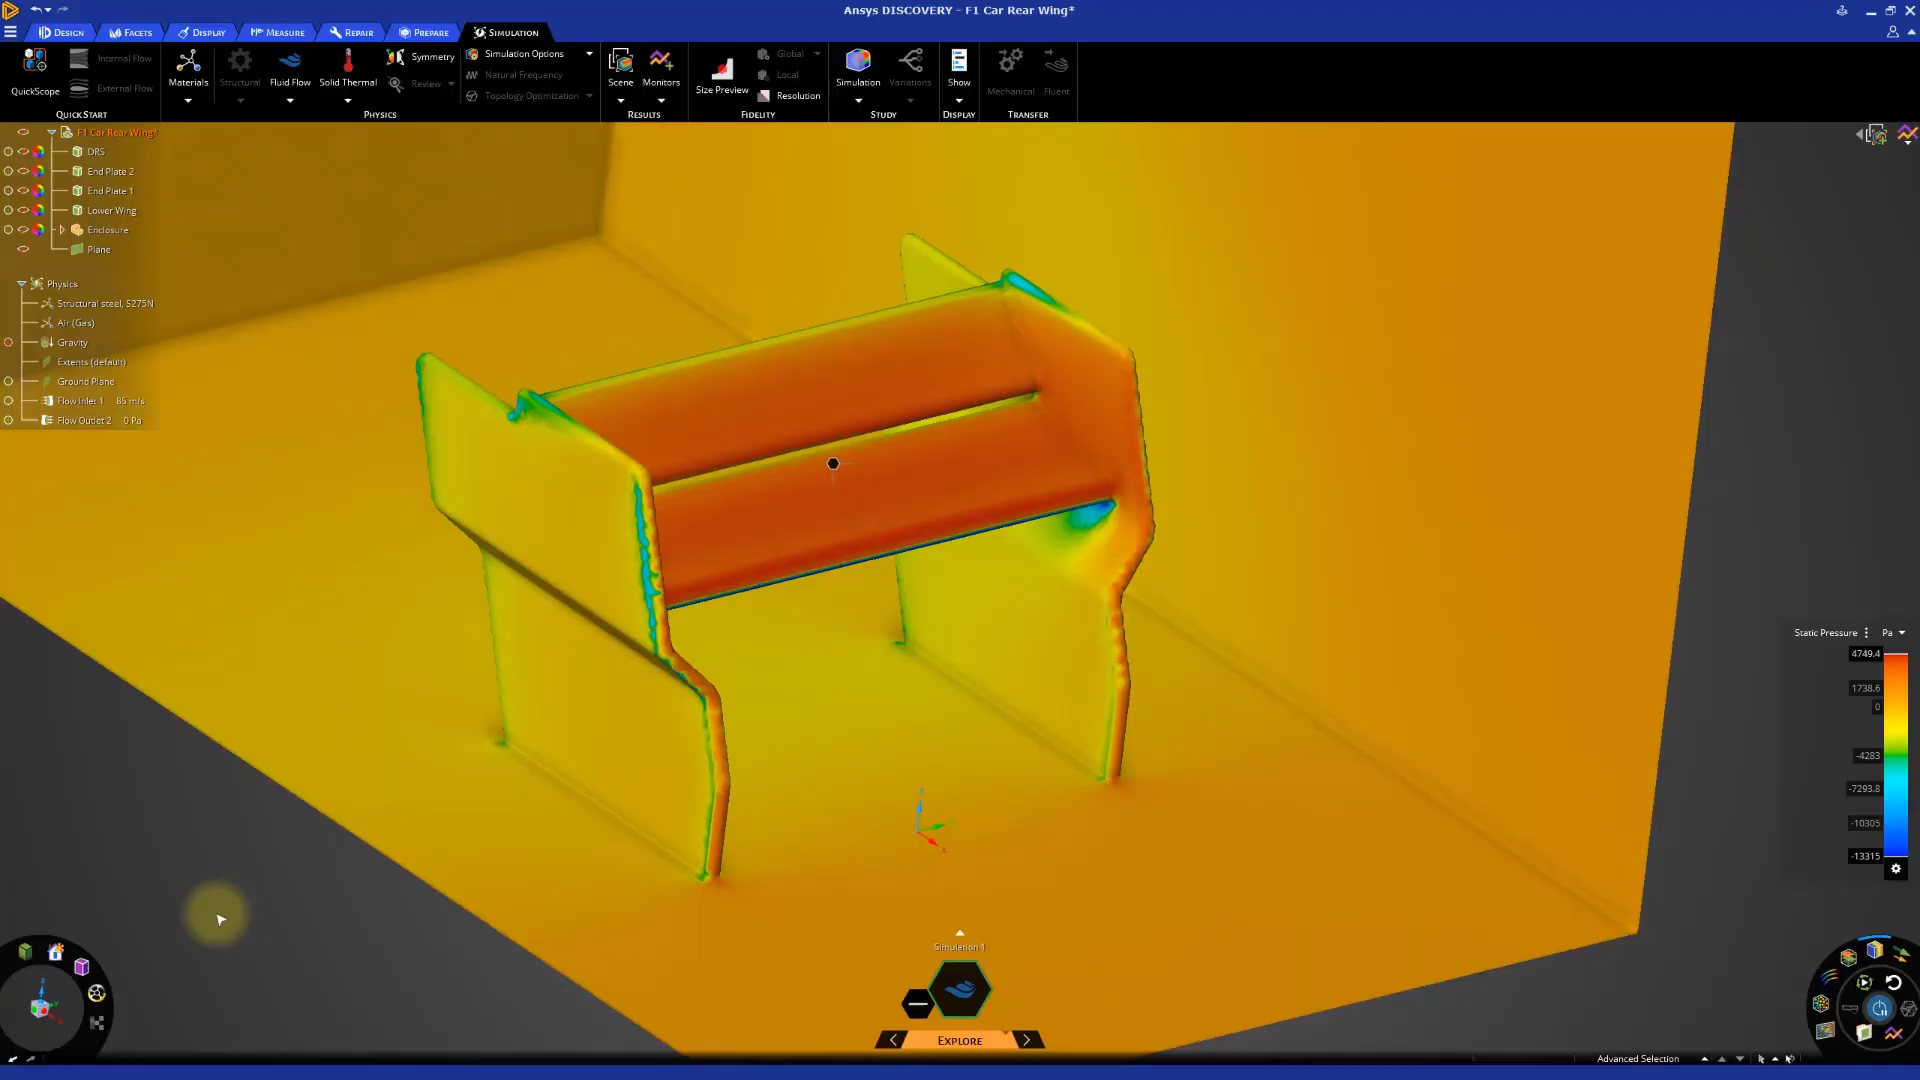 Ansys DISCOVERY - F1 Car Rear Wing*
DESIGN FACETS DISPLAY MEASURE REPAIR PREPARE SIMULATION
QuickScope
Internal Flow
External Flow
QUICK START
Materials
Structural
Fluid Flow
Solid Thermal
Symmetry
Review
Simulation Options
Natural Frequency
Topology Optimization
PHYSICS
Scene
Monitors
RESULTS
Size Preview
Global
Local
Resolution
FIDELITY
Simulation
Variations
STUDY
Show
DISPLAY
Mechanical
Fluent
TRANSFER
F1 Car Rear Wing*
DRS
End Plate 2
End Plate 1
Lower Wing
Enclosure
Plane
Physics
Structural steel, S275N
Air (Gas)
Gravity
Extents (default)
Ground Plane
Flow Inlet 1 85 m/s
Flow Outlet 2 0 Pa
Static Pressure Pa
4749.4
1738.6
0
-4283
-7293.8
-10305
-13315
Simulation 1
EXPLORE
Advanced Selection